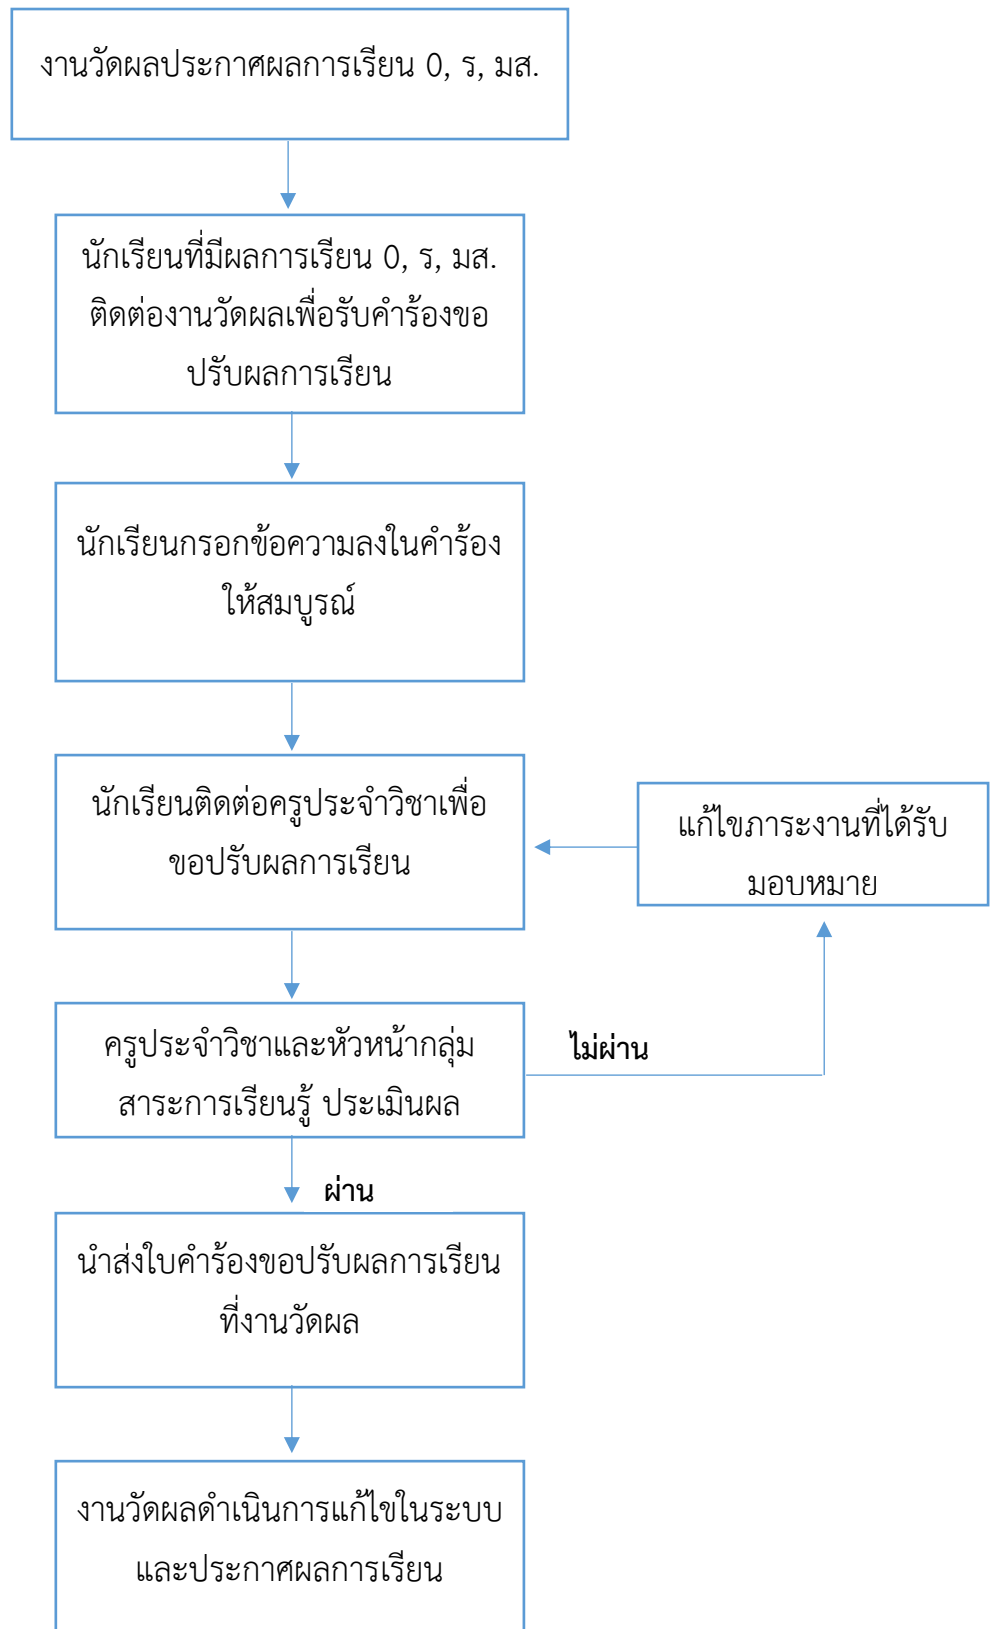 งานวัดผลประกาศผลการเรียน 0, ร, มส.
นักเรียนที่มีผลการเรียน 0, ร, มส.
ติดต่องานวัดผลเพื่อรับคำร้องขอ
ปรับผลการเรียน
นักเรียนกรอกข้อความลงในคำร้อง
ให้สมบูรณ์
นักเรียนติดต่อครูประจำวิชาเพื่อ
ขอปรับผลการเรียน
แก้ไขภาระงานที่ได้รับ
มอบหมาย
ครูประจำวิชาและหัวหน้ากลุ่ม
สาระการเรียนรู้ ประเมินผล
ไม่ผ่าน
ผ่าน
นำส่งใบคำร้องขอปรับผลการเรียน
ที่งานวัดผล
งานวัดผลดำเนินการแก้ไขในระบบ
และประกาศผลการเรียน